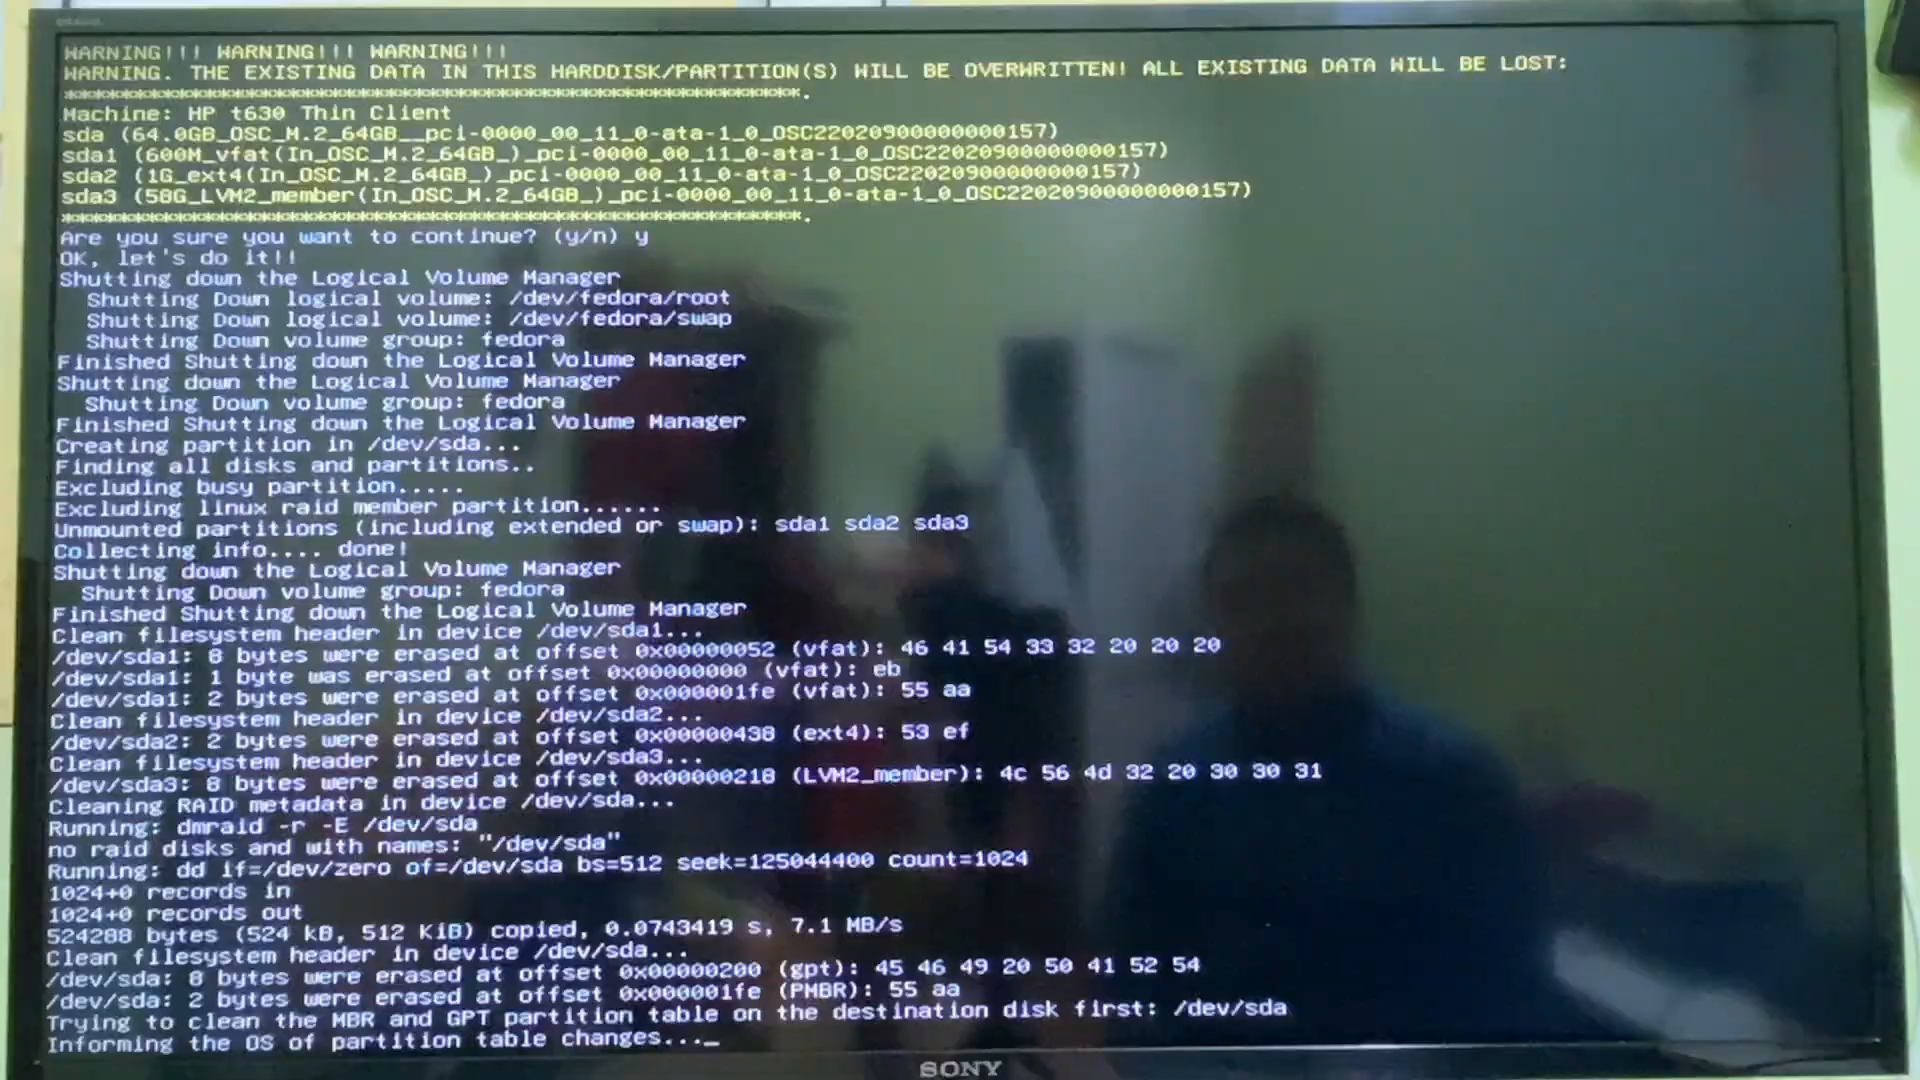 WARNING!!! WARNING!!! WARNING!!!
WARNING. THE EXISTING DATA IN THIS HARDDISK/PARTITION(S) WILL BE OVERWRITTEN! ALL EXISTING DATA WILL BE LOST:
Machine: HP t630 Thin Client
sda (64.0GB_OSC_M.2_64GB__pci-0000_00_11_0-ata-1_0_OSC22020900000000157)
sda1 (600M_vfat(In_OSC_M.2_64GB_)_pci-0000_00_11_0-ata-1_0_OSC22020900000000157)
sda2 (1G_ext4(In_OSC_M.2_64GB_)_pci-0000_00_11_0-ata-1_0_OSC22020900000000157)
sda3 (58G_LVM2_member(In_OSC_M.2_64GB_)_pci-0000_00_11_0-ata-1_0_OSC22020900000000157)
Are you sure you want to continue? (y/n) y
OK, let's do it!!
Shutting down the Logical Volume Manager
Shutting Down logical volume: /dev/fedora/root
Shutting Down logical volume: /dev/fedora/swap
Shutting Down volume group: fedora
Finished Shutting down the Logical Volume Manager
Shutting down the Logical Volume Manager
Shutting Down volume group: fedora
Finished Shutting down the Logical Volume Manager
Creating partition in /dev/sda...
Finding all disks and partitions..
Excluding busy partition.....
Excluding linux raid member partition......
Unmounted partitions (including extended or swap): sda1 sda2 sda3
Collecting info.... done!
Shutting down the Logical Volume Manager
Shutting Down volume group: fedora
Finished Shutting down the Logical Volume Manager
Clean filesystem header in device /dev/sda1...
/dev/sda1: 8 bytes were erased at offset 0x00000052 (vfat): 46 41 54 33 32 20 20 20
/dev/sda1: 1 byte was erased at offset 0x00000000 (vfat): eb
/dev/sda1: 2 bytes were erased at offset 0x000001fe (vfat): 55 aa
Clean filesystem header in device /dev/sda2...
/dev/sda2: 2 bytes were erased at offset 0x00000438 (ext4): 53 ef
Clean filesystem header in device /dev/sda3...
/dev/sda3: 8 bytes were erased at offset 0x00000218 (LVM2_member): 4c 56 4d 32 20 30 30 31
Cleaning RAID metadata in device /dev/sda...
Running: dmraid -r -E /dev/sda
no raid disks and with names: "/dev/sda"
Running: dd if=/dev/zero of=/dev/sda bs=512 seek=125044400 count=1024
1024+0 records in
1024+0 records out
524288 bytes (524 kB, 512 KiB) copied, 0.0743419 s, 7.1 MB/s
Clean filesystem header in device /dev/sda...
/dev/sda: 8 bytes were erased at offset 0x00000200 (gpt): 45 46 49 20 50 41 52 54
/dev/sda: 2 bytes were erased at offset 0x000001fe (PMBR): 55 aa
Trying to clean the MBR and GPT partition table on the destination disk first: /dev/sda
Informing the OS of partition table changes..._
SONY